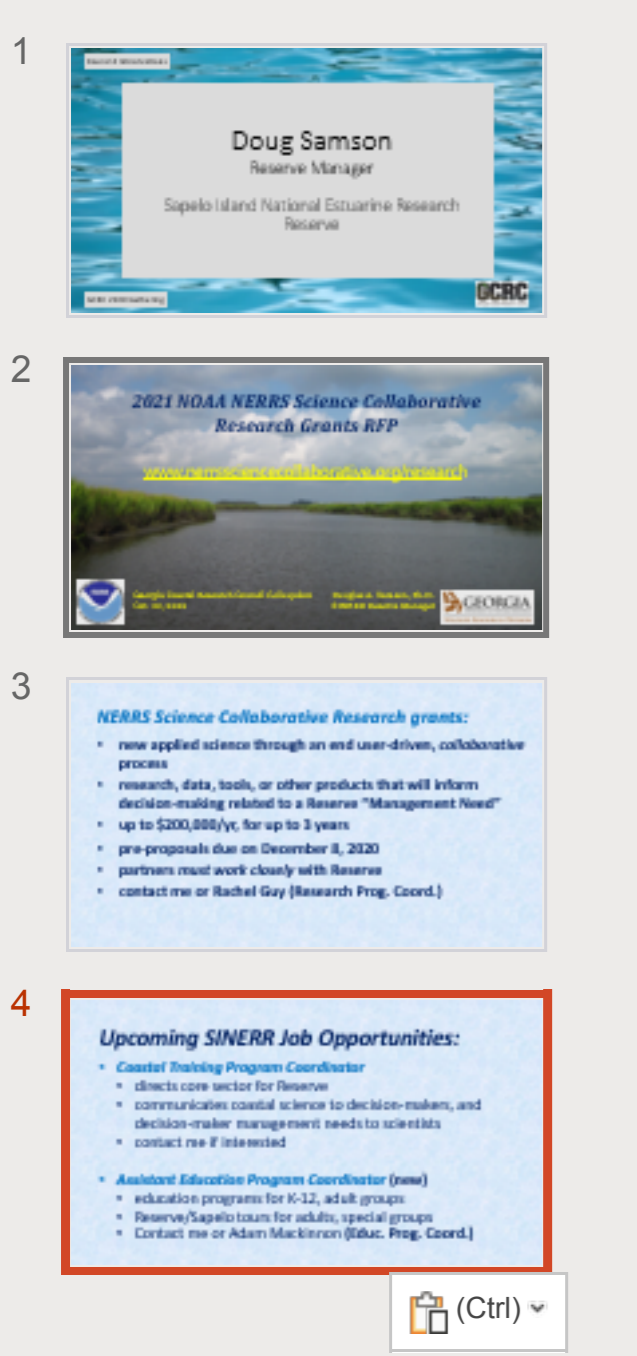 1
Doug Samson
Reserve Manager
Sapelo Island National Estuarine Research
Reserve
GCRC
2
2021 NOAA NERRS Science Collaborative
Research Grants RFP
www.nerrssciencecollaborative.org/research
Georgia Coastal Research Council Colloquium
GEORGIA
3
NERRS Science Collaborative Research grants:
• new applied science through an end user-driven, collaborative
process
• research, data, tools, or other products that will inform
decision-making related to a Reserve "Management Need"
• up to $200,000/yr, for up to 3 years
• pre-proposals due on December 8, 2020
• partners must work closely with Reserve
• contact me or Rachel Guy (Research Prog. Coord.)
4
Upcoming SINERR Job Opportunities:
• Coastal Training Program Coordinator
• directs core sector for Reserve
• communicates coastal science to decision-makers, and
decision-maker management needs to scientists
• contact me if interested
• Assistant Education Program Coordinator (new)
• education programs for K-12, adult groups
• Reserve/Sapelo tours for adults, special groups
• Contact me or Adam Mackinnon (Educ. Prog. Coord.)
(Ctrl)